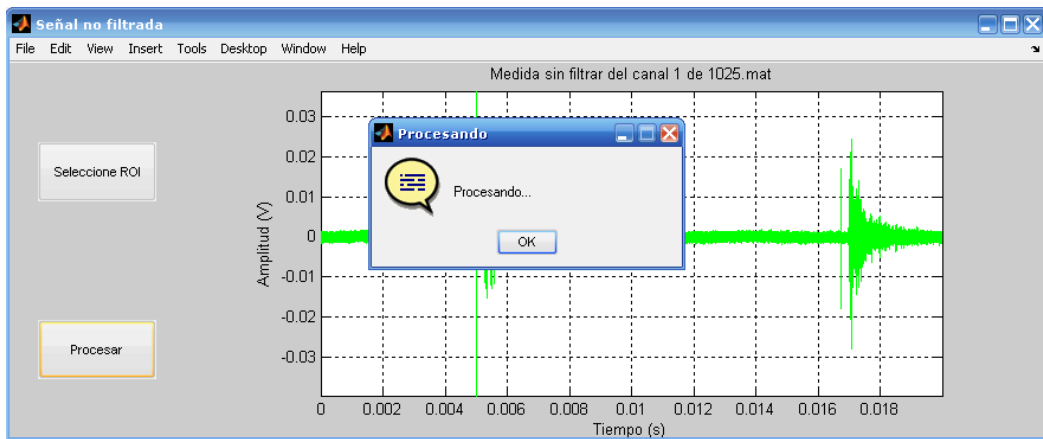 Señal no filtrada
File Edit View Insert Tools Desktop Window Help
Medida sin filtrar del canal 1 de 1025.mat
Seleccione ROI
Procesar
Amplitud (V)
0.03
0.02
0.01
0
-0.01
-0.02
-0.03
Procesando
Procesando...
OK
0 0.002 0.004 0.006 0.008 0.01 0.012 0.014 0.016 0.018
Tiempo (s)